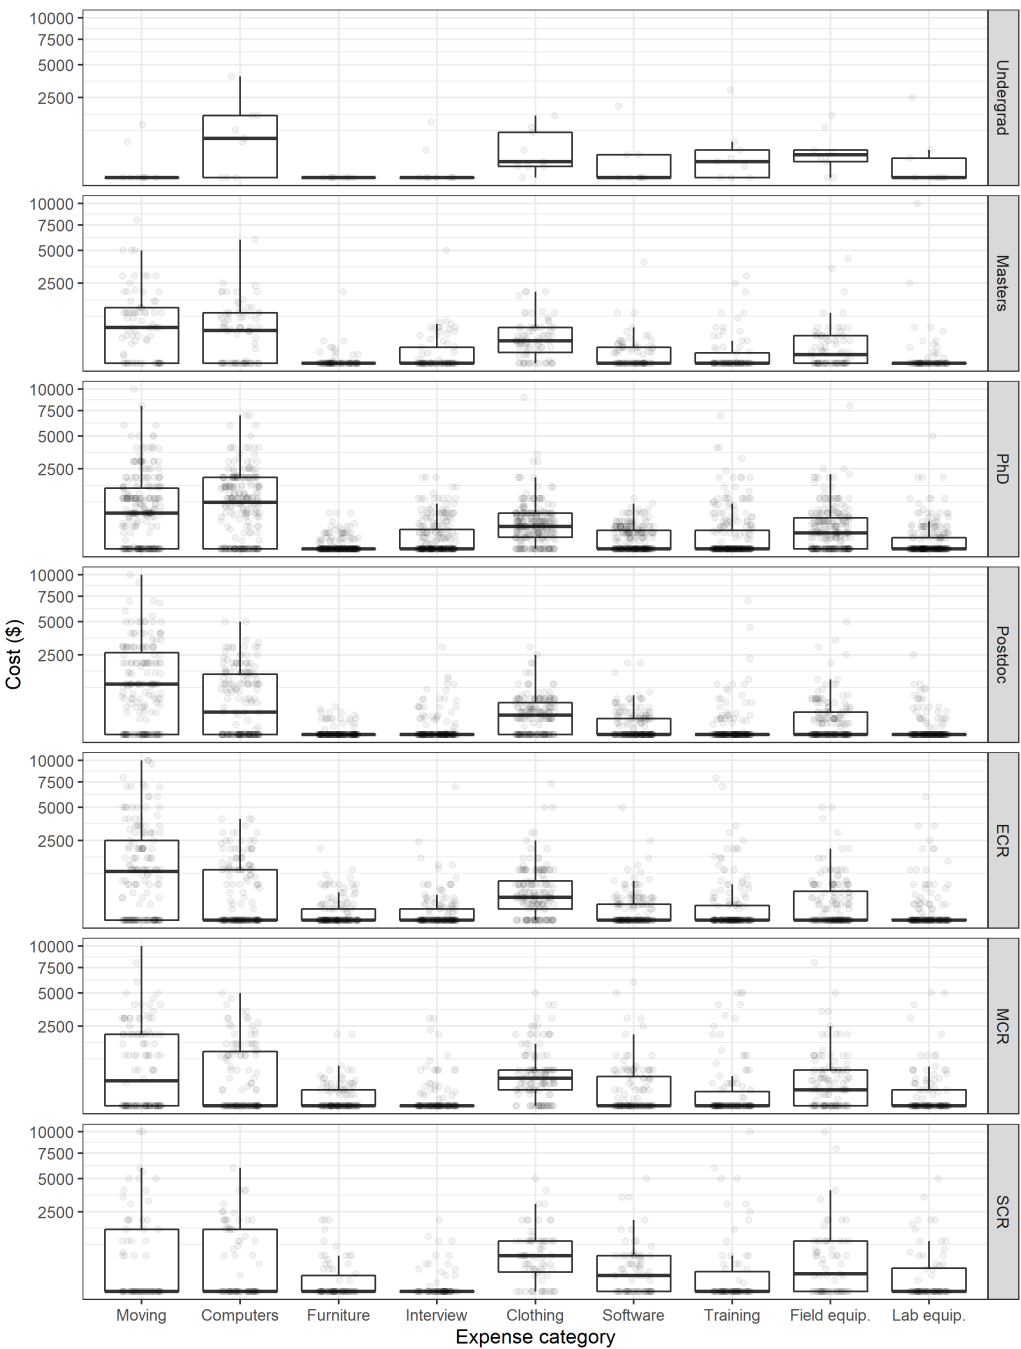 10000
7500
5000
2500
Undergrad
10000
7500
5000
2500
Masters
10000
7500
5000
2500
PhD
10000
7500
5000
2500
Postdoc
10000
7500
5000
2500
ECR
10000
7500
5000
2500
MCR
10000
7500
5000
2500
SCR
Cost ($)
Moving Computers Furniture Interview Clothing Software Training Field equip. Lab equip.
Expense category